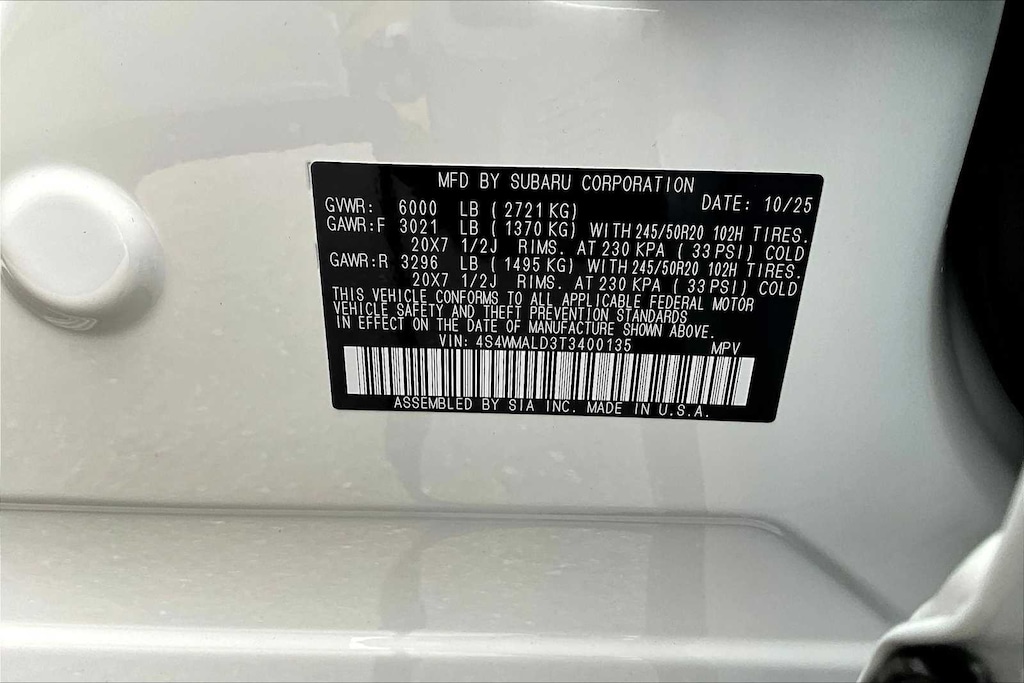 MFD BY SUBARU CORPORATION
GVWR: 6000 LB ( 2721 KG) DATE: 10/25
GAWR:F 3021 LB ( 1370 KG) WITH 245/50R20 102H TIRES.
20X7 1/2J RIMS. AT 230 KPA ( 33 PSI) COLD
GAWR:R 3296 LB ( 1495 KG) WITH 245/50R20 102H TIRES.
20X7 1/2J RIMS. AT 230 KPA ( 33 PSI) COLD
THIS VEHICLE CONFORMS TO ALL APPLICABLE FEDERAL MOTOR
VEHICLE SAFETY AND THEFT PREVENTION STANDARDS
IN EFFECT ON THE DATE OF MANUFACTURE SHOWN ABOVE.
VIN: 4S4WMALD3T3400135 MPV
ASSEMBLED BY SIA INC. MADE IN U.S.A.